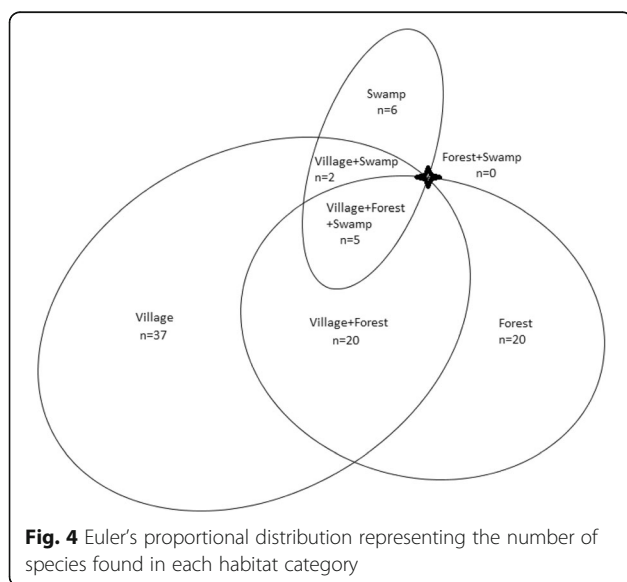 Swamp
n=6
Village+Swamp
n=2
Forest+Swamp
n=0
Village+Forest
+Swamp
n=5
Village
n=37
Village+Forest
n=20
Forest
n=20
Fig. 4 Euler's proportional distribution representing the number of
species found in each habitat category